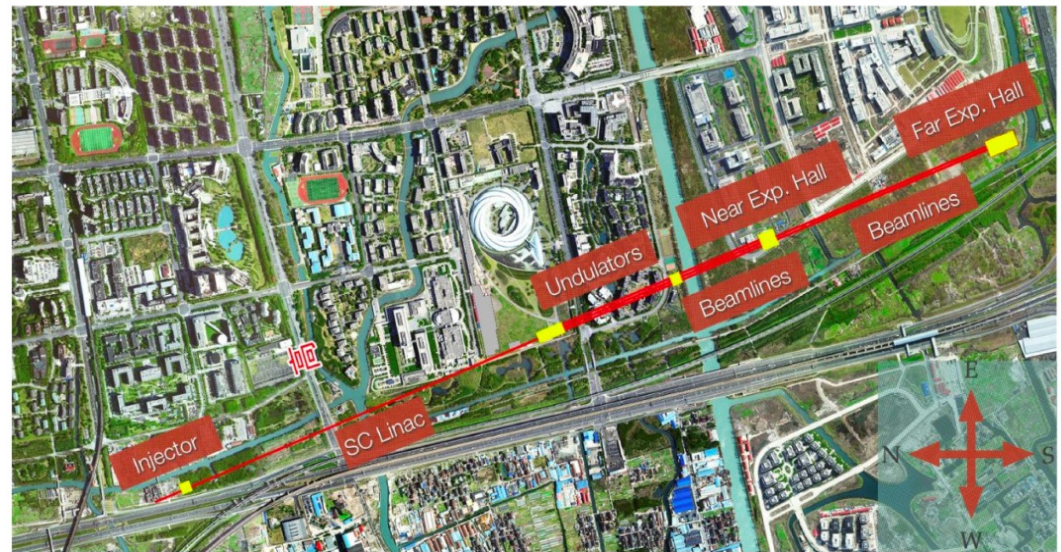 Far Exp. Hall
Near Exp. Hall
Beamlines
Undulators
Beamlines
SC Linac
Injector
E
N
S
W